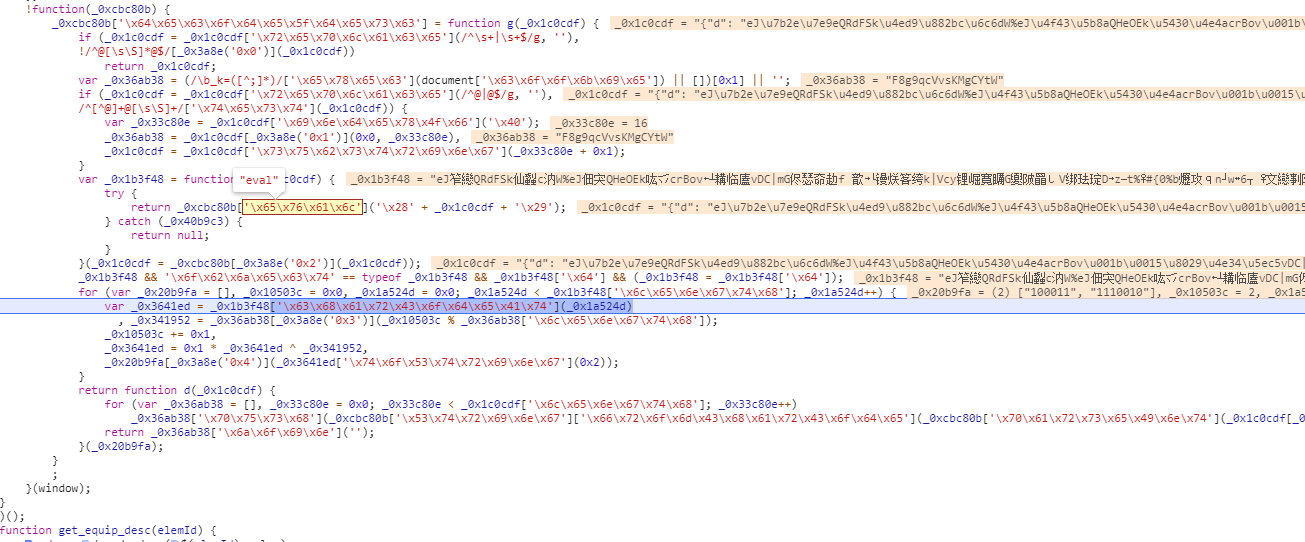 !function(_0xcbc80b) {
_0xcbc80b['\x64\x65\x63\x6f\x64\x65\x5f\x64\x65\x73\x63'] = function g(_0x1c0cdf) { _0x1c0cdf = "{"d": "eJ\u7b2e\u7e9eQRdFSk\u4ed9\u882bc\u6c6dW%eJ\u4f43\u5b8aQHeOEk\u5430\u4e4acrBov\u001b\u
if (_0x1c0cdf = _0x1c0cdf['\x72\x65\x70\x6c\x61\x63\x65'](/^\s+|\s+$/g, ''),
!/^@[\s\S]*@$/[_0x3a8e('0x0')](_0x1c0cdf))
return _0x1c0cdf;
var _0x36ab38 = (/\b_k=([^;]*)/['\x65\x78\x65\x63'](document['\x63\x6f\x6f\x6b\x69\x65']) || [])[0x1] || ''; _0x36ab38 = "F8g9qcVvsKMgCYtW"
if (_0x1c0cdf = _0x1c0cdf['\x72\x65\x70\x6c\x61\x63\x65'](/^@|@$/g, ''), _0x1c0cdf = "{"d": "eJ\u7b2e\u7e9eQRdFSk\u4ed9\u882bc\u6c6dW%eJ\u4f43\u5b8aQHeOEk\u5430\u4e4acrBov\u001b\u0015\u
/^[^@]+@[\s\S]+/['\x74\x65\x73\x74'](_0x1c0cdf)) {
var _0x33c80e = _0x1c0cdf['\x69\x6e\x64\x65\x78\x4f\x66']('\x40'); _0x33c80e = 16
_0x36ab38 = _0x1c0cdf[_0x3a8e('0x1')](0x0, _0x33c80e), _0x36ab38 = "F8g9qcVvsKMgCYtW"
_0x1c0cdf = _0x1c0cdf['\x73\x75\x62\x73\x74\x72\x69\x6e\x67'](_0x33c80e + 0x1);
}
var _0x1b3f48 = function "eval" c0cdf) { _0x1b3f48 =
try {
return _0xcbc80b['\x65\x76\x61\x6c']('\x28' + _0x1c0cdf + '\x29'); _0x1c0cdf = "{"d": "eJ\u7b2e\u7e9eQRdFSk\u4ed9\u882bc\u6c6dW%eJ\u4f43\u5b8aQHeOEk\u5430\u4e4acrBov\u001b\u0015
} catch (_0x40b9c3) {
return null;
}
}(_0x1c0cdf = _0xcbc80b[_0x3a8e('0x2')](_0x1c0cdf)); _0x1c0cdf = "{"d": "eJ\u7b2e\u7e9eQRdFSk\u4ed9\u882bc\u6c6dW%eJ\u4f43\u5b8aQHeOEk\u5430\u4e4acrBov\u001b\u0015\u8029\u4e34\u5ec5vDC|
_0x1b3f48 && '\x6f\x62\x6a\x65\x63\x74' == typeof _0x1b3f48 && _0x1b3f48['\x64'] && (_0x1b3f48 = _0x1b3f48['\x64']); _0x1b3f48 =
for (var _0x20b9fa = [], _0x10503c = 0x0, _0x1a524d = 0x0; _0x1a524d < _0x1b3f48['\x6c\x65\x6e\x67\x74\x68']; _0x1a524d++) { _0x20b9fa = (2) ["100011", "1110010"], _0x10503c = 2, _0x1a5
var _0x3641ed = _0x1b3f48['\x63\x68\x61\x72\x43\x6f\x64\x65\x41\x74'](_0x1a524d)
, _0x341952 = _0x36ab38[_0x3a8e('0x3')](_0x10503c % _0x36ab38['\x6c\x65\x6e\x67\x74\x68']);
_0x10503c += 0x1,
_0x3641ed = 0x1 * _0x3641ed ^ _0x341952,
_0x20b9fa[_0x3a8e('0x4')](_0x3641ed['\x74\x6f\x53\x74\x72\x69\x6e\x67'](0x2));
}
return function d(_0x1c0cdf) {
for (var _0x36ab38 = [], _0x33c80e = 0x0; _0x33c80e < _0x1c0cdf['\x6c\x65\x6e\x67\x74\x68']; _0x33c80e++)
_0x36ab38['\x70\x75\x73\x68'](_0xcbc80b['\x53\x74\x72\x69\x6e\x67']['\x66\x72\x6f\x6d\x43\x68\x61\x72\x43\x6f\x64\x65'](_0xcbc80b['\x70\x61\x72\x73\x65\x49\x6e\x74'](_0x1c0cdf[_0
return _0x36ab38['\x6a\x6f\x69\x6e']('');
}(_0x20b9fa);
}
;
}(window);
}
)();
function get_equip_desc(elemId) {